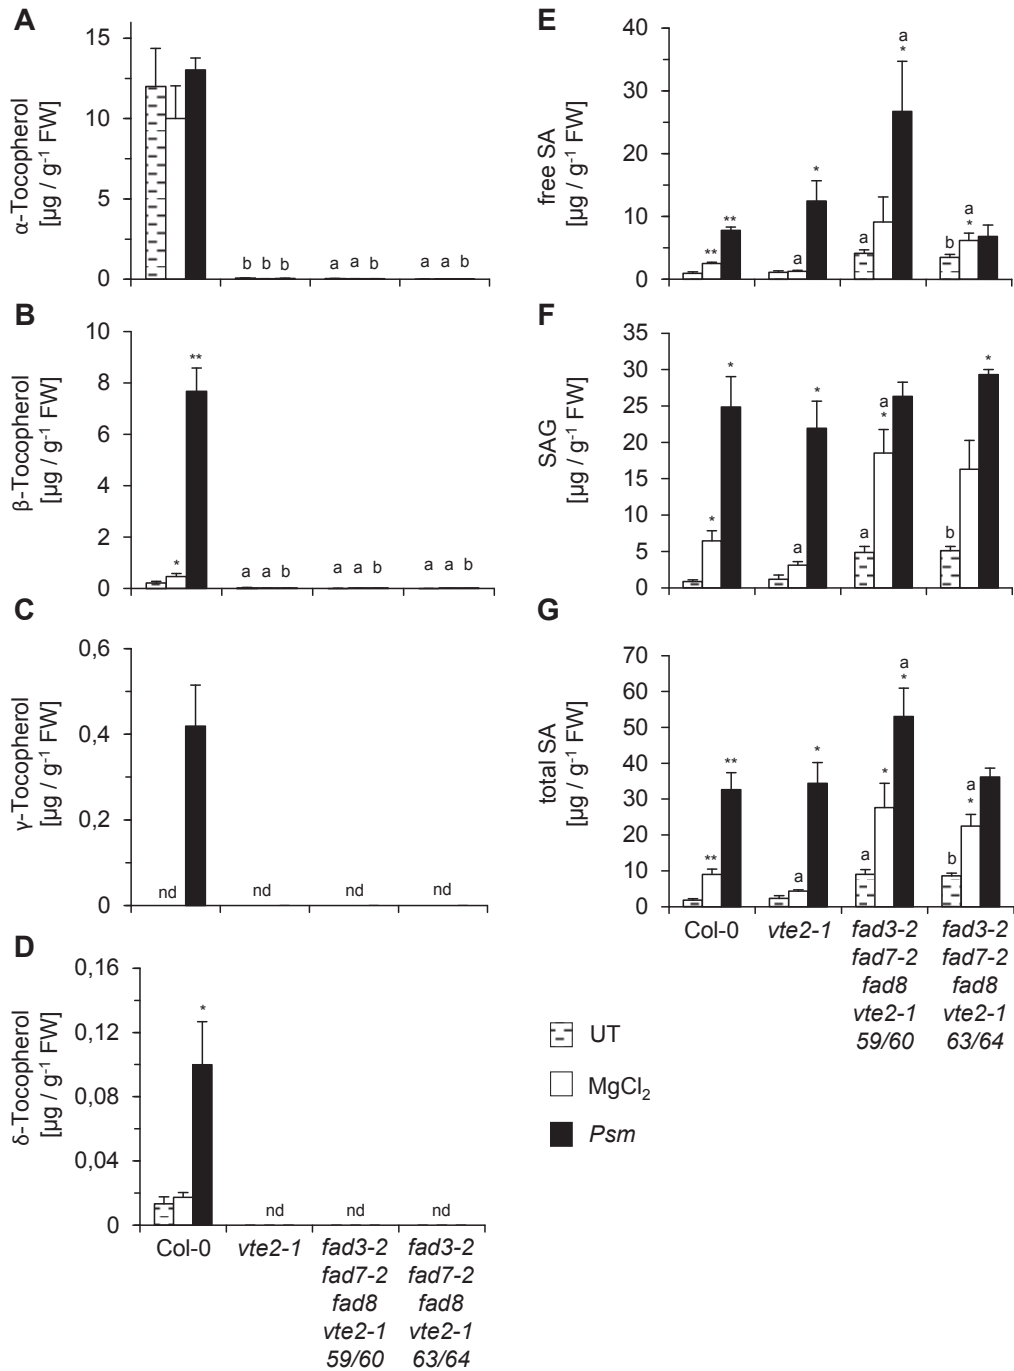 A
α-Tocopherol
[µg / g⁻¹ FW]
15
10
5
0
b b b
a a b
a a b
B
β-Tocopherol
[µg / g⁻¹ FW]
10
8
6
4
2
0
*
**
a a b
a a b
a a b
C
γ-Tocopherol
[µg / g⁻¹ FW]
0,6
0,4
0,2
0
nd
nd
nd
nd
D
δ-Tocopherol
[µg / g⁻¹ FW]
0,16
0,12
0,08
0,04
0
*
nd
nd
nd
Col-0
vte2-1
fad3-2
fad7-2
fad8
vte2-1
59/60
fad3-2
fad7-2
fad8
vte2-1
63/64
E
free SA
[µg / g⁻¹ FW]
40
30
20
10
0
**
**
a
*
a
a
*
b
a
*
F
SAG
[µg / g⁻¹ FW]
35
30
25
20
15
10
5
0
*
*
a
*
a
a
*
b
*
G
total SA
[µg / g⁻¹ FW]
70
60
50
40
30
20
10
0
**
**
a
*
a
*
a
*
b
a
*
Col-0
vte2-1
fad3-2
fad7-2
fad8
vte2-1
59/60
fad3-2
fad7-2
fad8
vte2-1
63/64
UT
MgCl₂
Psm